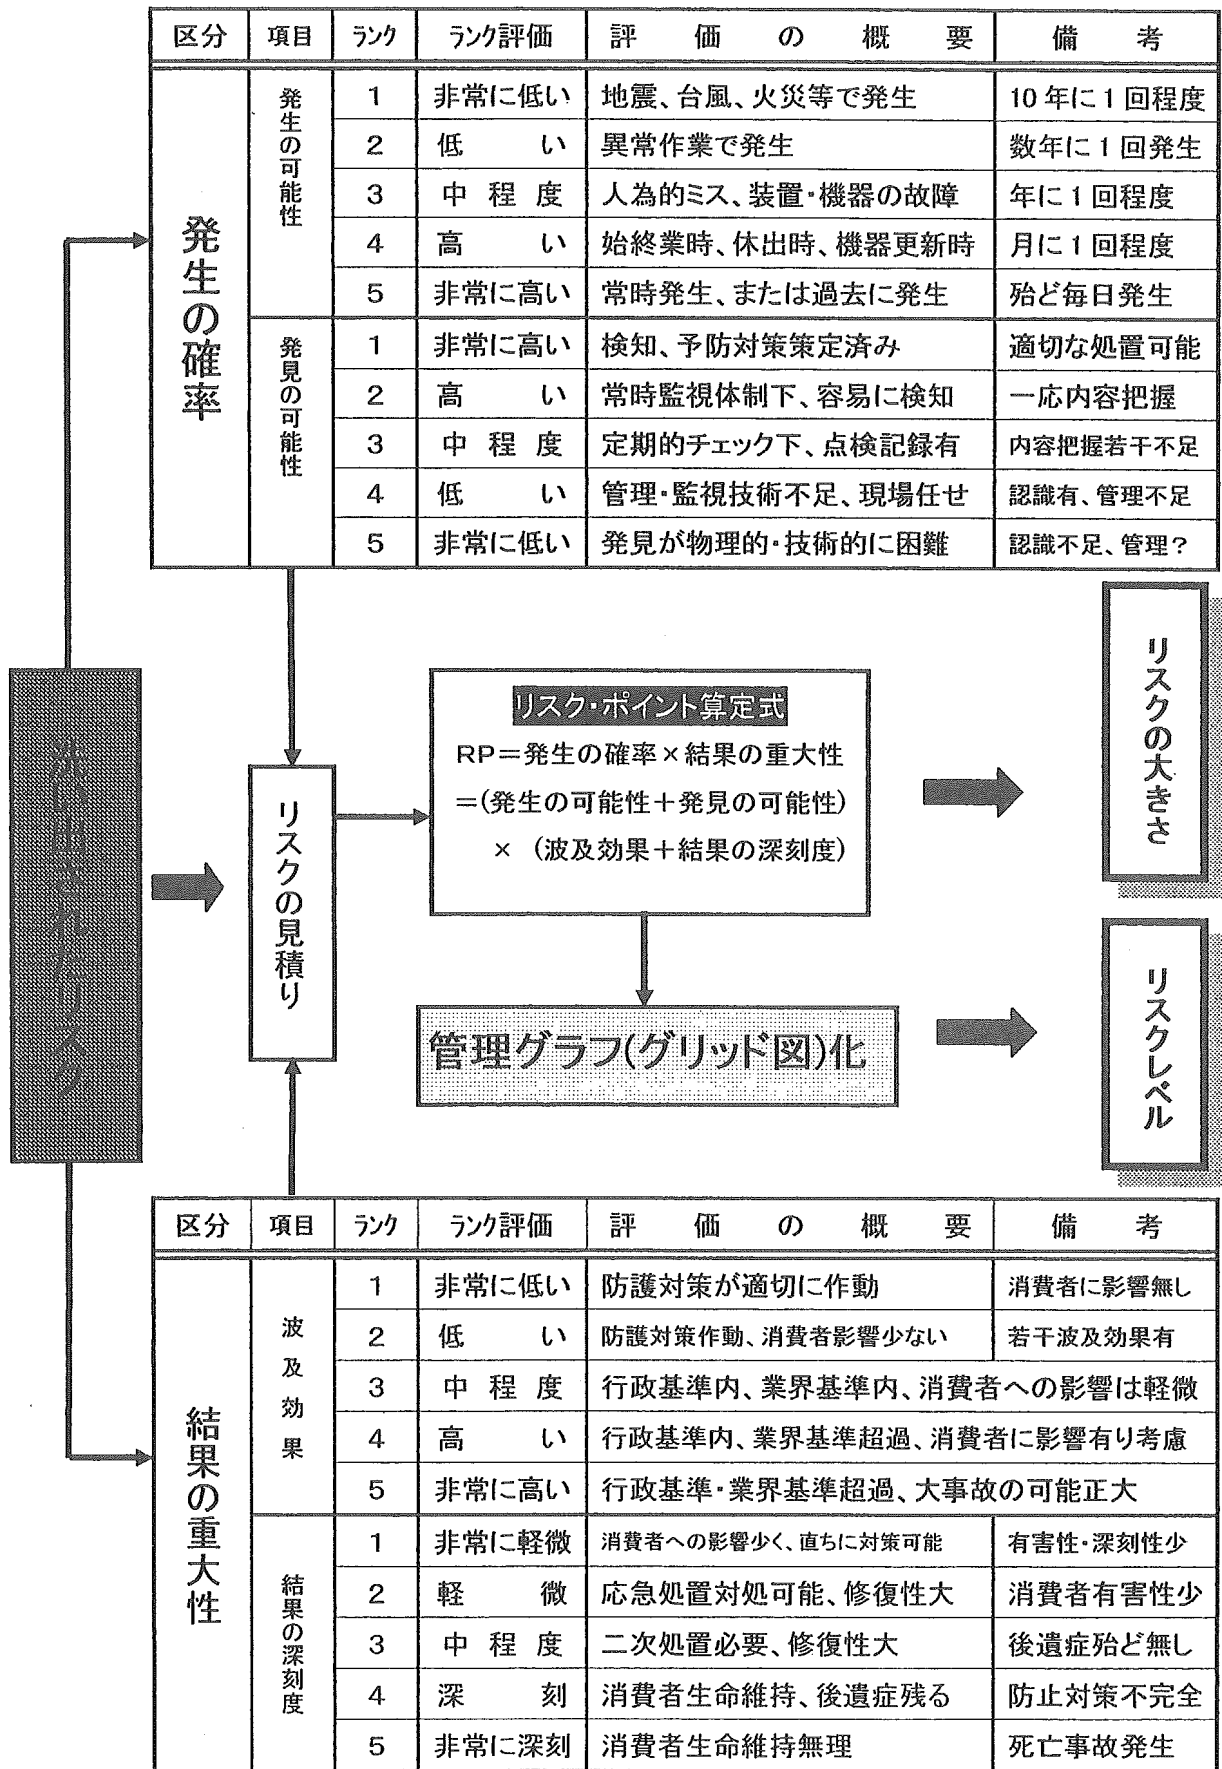 区分 項目 ランク ランク評価 評価の概要 備考
発生の確率
発生の可能性
1 非常に低い 地震、台風、火災等で発生 10年に1回程度
2 低い 異常作業で発生 数年に1回発生
3 中程度 人為的ミス、装置・機器の故障 年に1回程度
4 高い 始終業時、休出時、機器更新時 月に1回程度
5 非常に高い 常時発生、または過去に発生 殆ど毎日発生
発見の可能性
1 非常に高い 検知、予防対策策定済み 適切な処置可能
2 高い 常時監視体制下、容易に検知 一応内容把握
3 中程度 定期的チェック下、点検記録有 内容把握若干不足
4 低い 管理・監視技術不足、現場任せ 認識有、管理不足
5 非常に低い 発見が物理的・技術的に困難 認識不足、管理?
洗い出されたリスク
リスクの見積り
リスク・ポイント算定式
RP=発生の確率×結果の重大性
=(発生の可能性+発見の可能性)
× (波及効果+結果の深刻度)
リスクの大きさ
管理グラフ(グリッド図)化
リスクレベル
区分 項目 ランク ランク評価 評価の概要 備考
結果の重大性
波及効果
1 非常に低い 防護対策が適切に作動 消費者に影響無し
2 低い 防護対策作動、消費者影響少ない 若干波及効果有
3 中程度 行政基準内、業界基準内、消費者への影響は軽微
4 高い 行政基準内、業界基準超過、消費者に影響有り考慮
5 非常に高い 行政基準・業界基準超過、大事故の可能正大
結果の深刻度
1 非常に軽微 消費者への影響少く、直ちに対策可能 有害性・深刻性少
2 軽微 応急処置対処可能、修復性大 消費者有害性少
3 中程度 二次処置必要、修復性大 後遺症殆ど無し
4 深刻 消費者生命維持、後遺症残る 防止対策不完全
5 非常に深刻 消費者生命維持無理 死亡事故発生